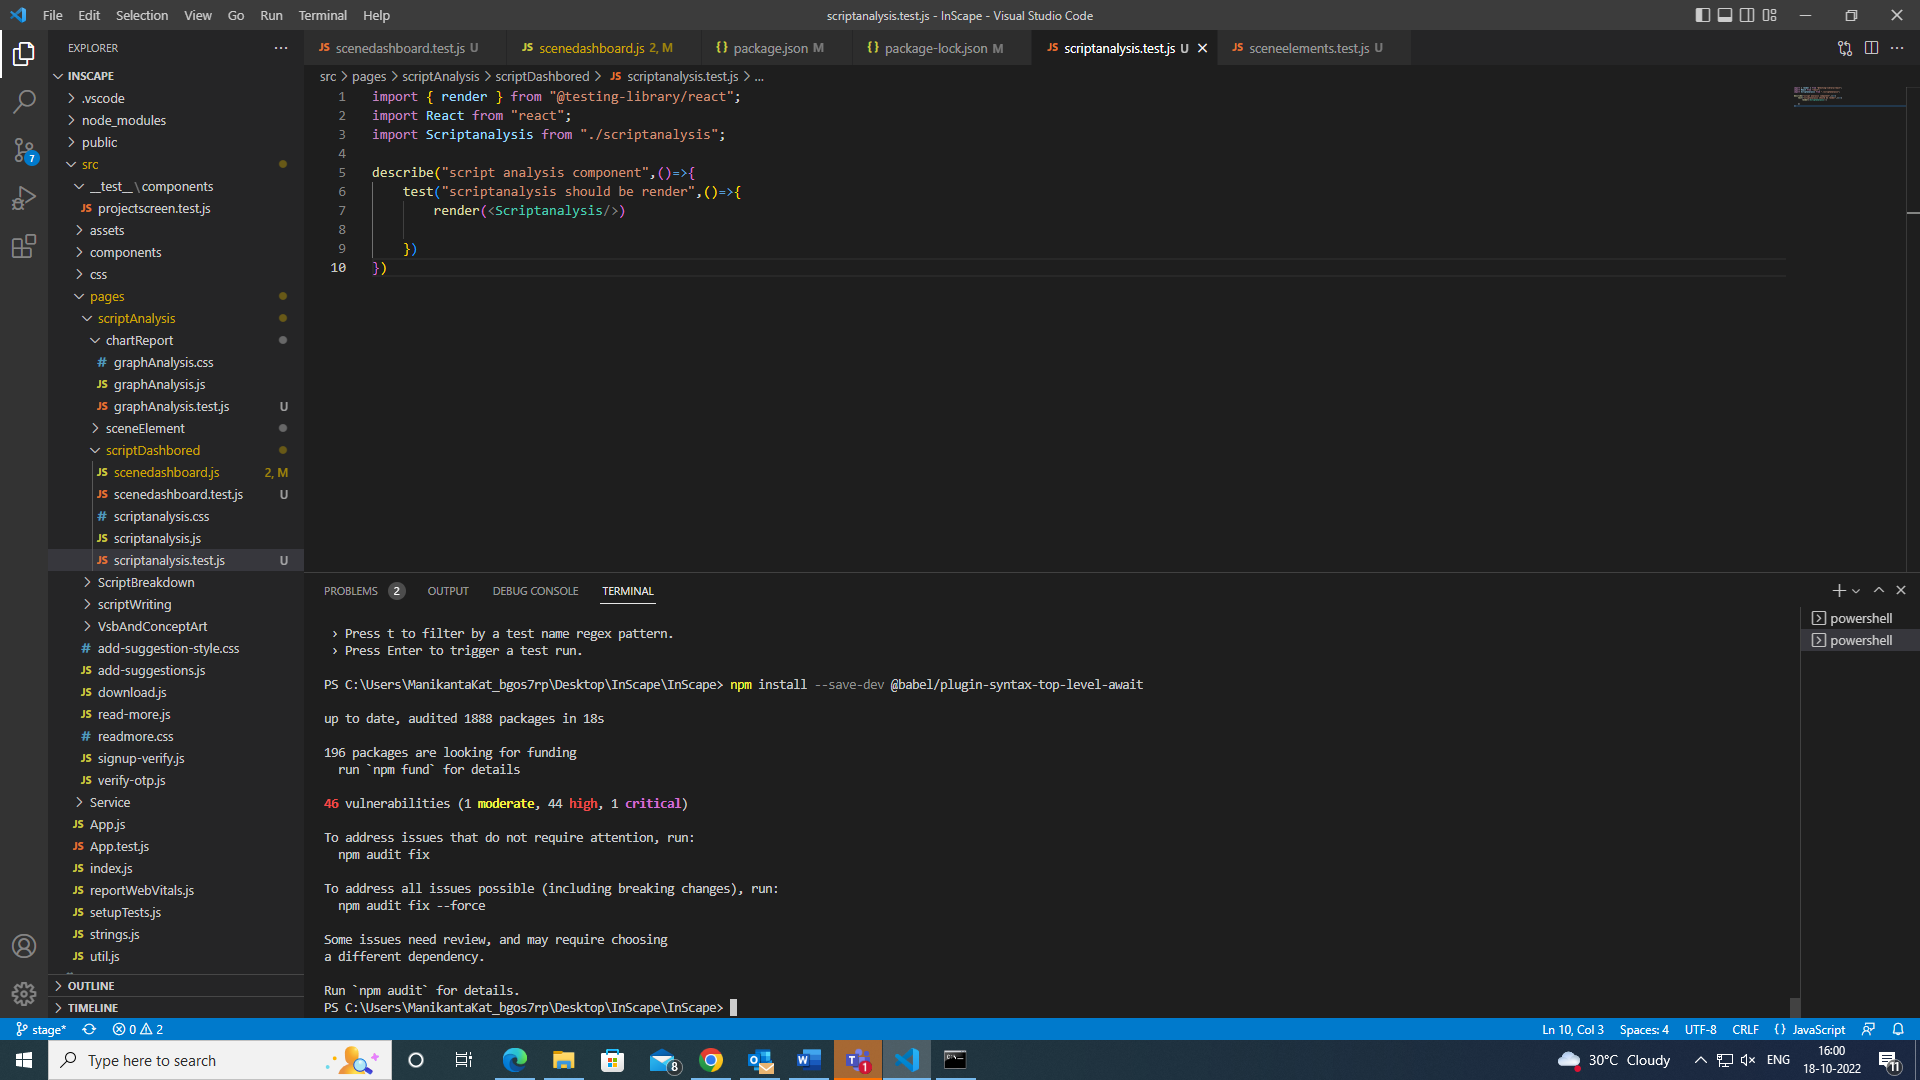 File Edit Selection View Go Run Terminal Help
scriptanalysis.test.js - InScape - Visual Studio Code
EXPLORER
scenedashboard.test.js U
scenedashboard.js 2, M
{} package.json M
{} package-lock.json M
JS scriptanalysis.test.js U
JS sceneelements.test.js U
src > pages > scriptAnalysis > scriptDashbored > JS scriptanalysis.test.js > ...
INSCAPE
.vscode
node_modules
public
src
__test__\components
JS projectscreen.test.js
assets
components
css
pages
scriptAnalysis
chartReport
# graphAnalysis.css
JS graphAnalysis.js
JS graphAnalysis.test.js U
sceneElement
scriptDashbored
JS scenedashboard.js 2, M
JS scenedashboard.test.js U
# scriptanalysis.css
JS scriptanalysis.js
JS scriptanalysis.test.js U
ScriptBreakdown
scriptWriting
VsbAndConceptArt
# add-suggestion-style.css
JS add-suggestions.js
JS download.js
JS read-more.js
# readmore.css
JS signup-verify.js
JS verify-otp.js
Service
JS App.js
JS App.test.js
JS index.js
JS reportWebVitals.js
JS setupTests.js
JS strings.js
JS util.js
OUTLINE
TIMELINE
7
1 import { render } from "@testing-library/react";
2 import React from "react";
3 import Scriptanalysis from "./scriptanalysis";
4
5 describe("script analysis component",()=>{
6 test("scriptanalysis should be render",()=>{
7 render(<Scriptanalysis/>)
8
9 })
10 })
PROBLEMS 2 OUTPUT DEBUG CONSOLE TERMINAL
› Press t to filter by a test name regex pattern.
› Press Enter to trigger a test run.
PS C:\Users\ManikantaKat_bgos7rp\Desktop\InScape\InScape> npm install --save-dev @babel/plugin-syntax-top-level-await
up to date, audited 1888 packages in 18s
196 packages are looking for funding
run `npm fund` for details
46 vulnerabilities (1 moderate, 44 high, 1 critical)
To address issues that do not require attention, run:
npm audit fix
To address all issues possible (including breaking changes), run:
npm audit fix --force
Some issues need review, and may require choosing
a different dependency.
Run `npm audit` for details.
PS C:\Users\ManikantaKat_bgos7rp\Desktop\InScape\InScape>
powershell
powershell
stage* 0 2
Ln 10, Col 3 Spaces: 4 UTF-8 CRLF {} JavaScript
Type here to search
8
1
30°C Cloudy
ENG
16:00
18-10-2022
11